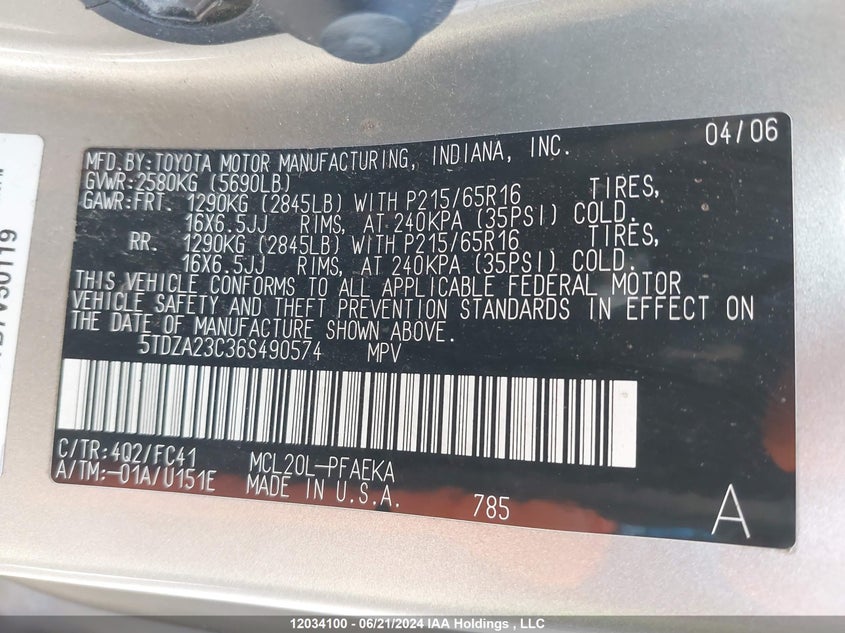 04/06
MFD.BY:TOYOTA MOTOR MANUFACTURING, INDIANA, INC.
GVWR:2580KG (5690LB)
GAWR:FRT. 1290KG (2845LB) WITH P215/65R16 TIRES,
16X6.5JJ RIMS, AT 240KPA (35PSI) COLD.
RR. 1290KG (2845LB) WITH P215/65R16 TIRES,
16X6.5JJ RIMS, AT 240KPA (35PSI) COLD.
THIS VEHICLE CONFORMS TO ALL APPLICABLE FEDERAL MOTOR
VEHICLE SAFETY AND THEFT PREVENTION STANDARDS IN EFFECT ON
THE DATE OF MANUFACTURE SHOWN ABOVE.
5TDZA23C36S490574 MPV
C/TR:4Q2/FC41 MCL20L-PFAEKA
A/TM:-01A/U151E MADE IN U.S.A. 785 A
12034100 - 06/21/2024 IAA Holdings , LLC